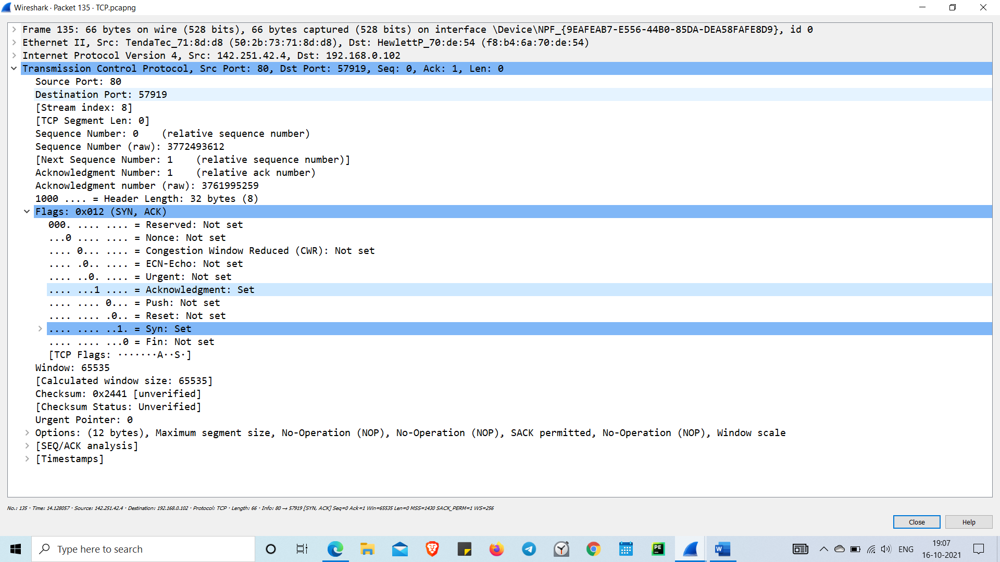 Wireshark · Packet 135 · TCP.pcapng
Frame 135: 66 bytes on wire (528 bits), 66 bytes captured (528 bits) on interface \Device\NPF_{9EAFEAB7-E556-44B0-85DA-DEA58FAFE8D9}, id 0
Ethernet II, Src: TendaTec_71:8d:d8 (50:2b:73:71:8d:d8), Dst: HewlettP_70:de:54 (f8:b4:6a:70:de:54)
Internet Protocol Version 4, Src: 142.251.42.4, Dst: 192.168.0.102
Transmission Control Protocol, Src Port: 80, Dst Port: 57919, Seq: 0, Ack: 1, Len: 0
Source Port: 80
Destination Port: 57919
[Stream index: 8]
[TCP Segment Len: 0]
Sequence Number: 0    (relative sequence number)
Sequence Number (raw): 3772493612
[Next Sequence Number: 1    (relative sequence number)]
Acknowledgment Number: 1    (relative ack number)
Acknowledgment number (raw): 3761995259
1000 .... = Header Length: 32 bytes (8)
Flags: 0x012 (SYN, ACK)
000. .... .... = Reserved: Not set
...0 .... .... = Nonce: Not set
.... 0... .... = Congestion Window Reduced (CWR): Not set
.... .0.. .... = ECN-Echo: Not set
.... ..0. .... = Urgent: Not set
.... ...1 .... = Acknowledgment: Set
.... .... 0... = Push: Not set
.... .... .0.. = Reset: Not set
.... .... ..1. = Syn: Set
.... .... ...0 = Fin: Not set
[TCP Flags: ·······A··S·]
Window: 65535
[Calculated window size: 65535]
Checksum: 0x2441 [unverified]
[Checksum Status: Unverified]
Urgent Pointer: 0
Options: (12 bytes), Maximum segment size, No-Operation (NOP), No-Operation (NOP), SACK permitted, No-Operation (NOP), Window scale
[SEQ/ACK analysis]
[Timestamps]
No.: 135 · Time: 14.128057 · Source: 142.251.42.4 · Destination: 192.168.0.102 · Protocol: TCP · Length: 66 · Info: 80 → 57919 [SYN, ACK] Seq=0 Ack=1 Win=65535 Len=0 MSS=1430 SACK_PERM=1 WS=256
Close
Help
Type here to search
PE
W
ENG
19:07
16-10-2021